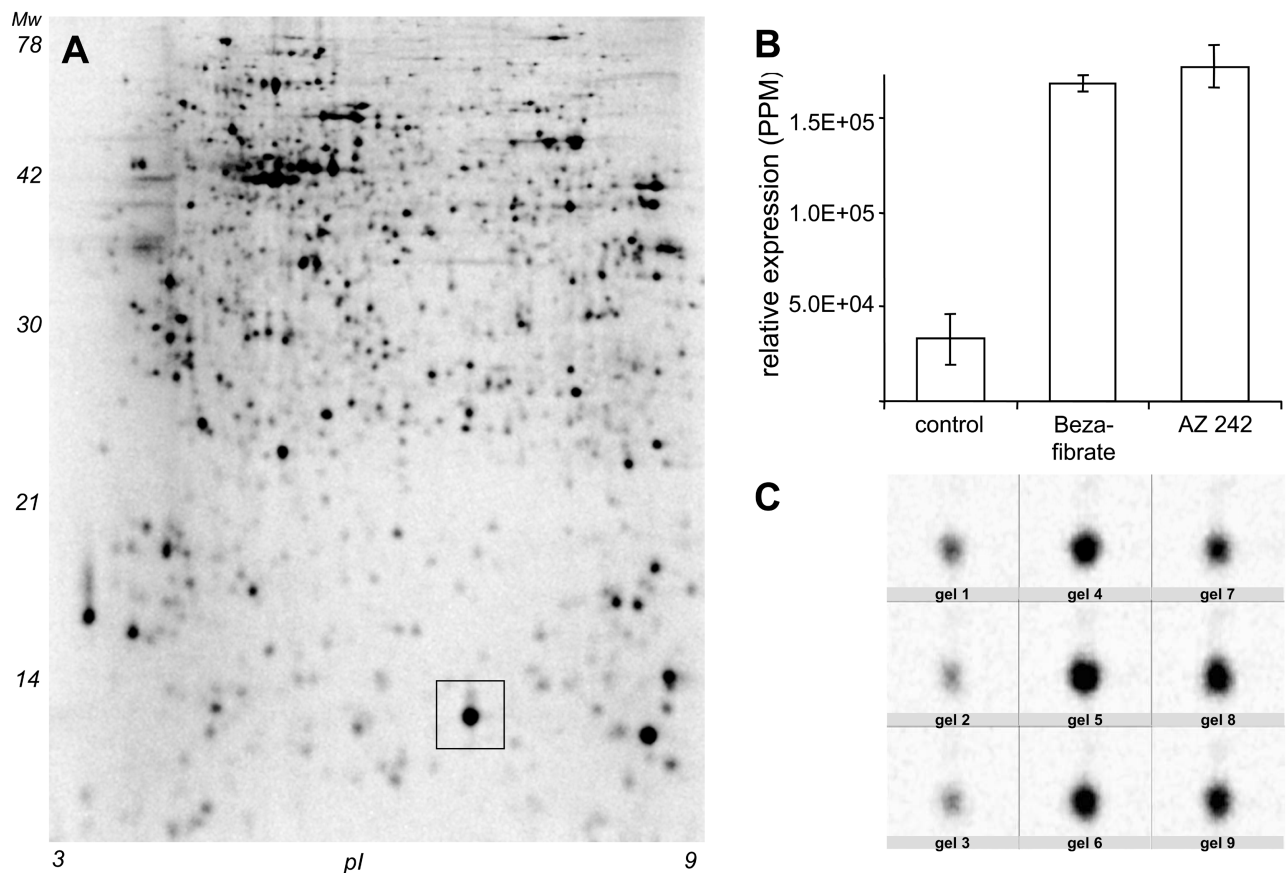 Mw
A
78
42
30
21
14
3
pI
9
B
relative expression (PPM)
1.5E+05
1.0E+05
5.0E+04
control
Beza-
fibrate
AZ 242
C
gel 1
gel 4
gel 7
gel 2
gel 5
gel 8
gel 3
gel 6
gel 9